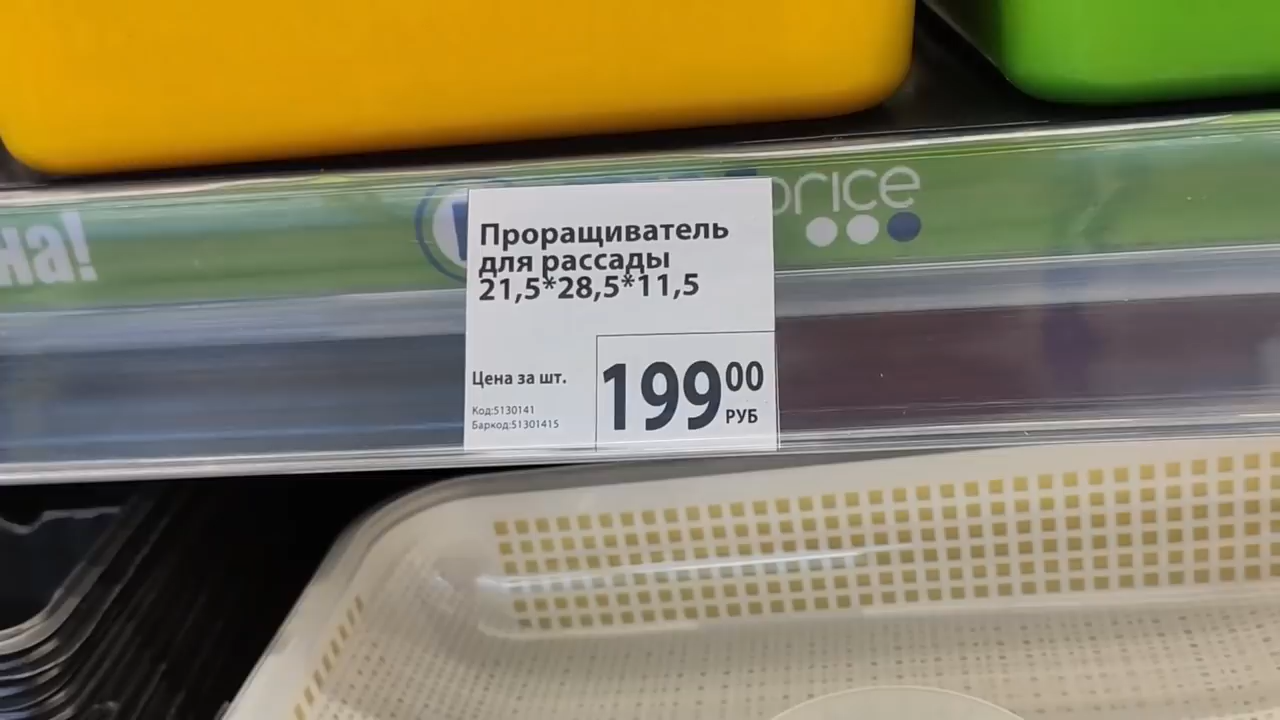 на!
price
Проращиватель
для рассады
21,5*28,5*11,5
Цена за шт.
199 00
РУБ
Код:5130141
Баркод:51301415